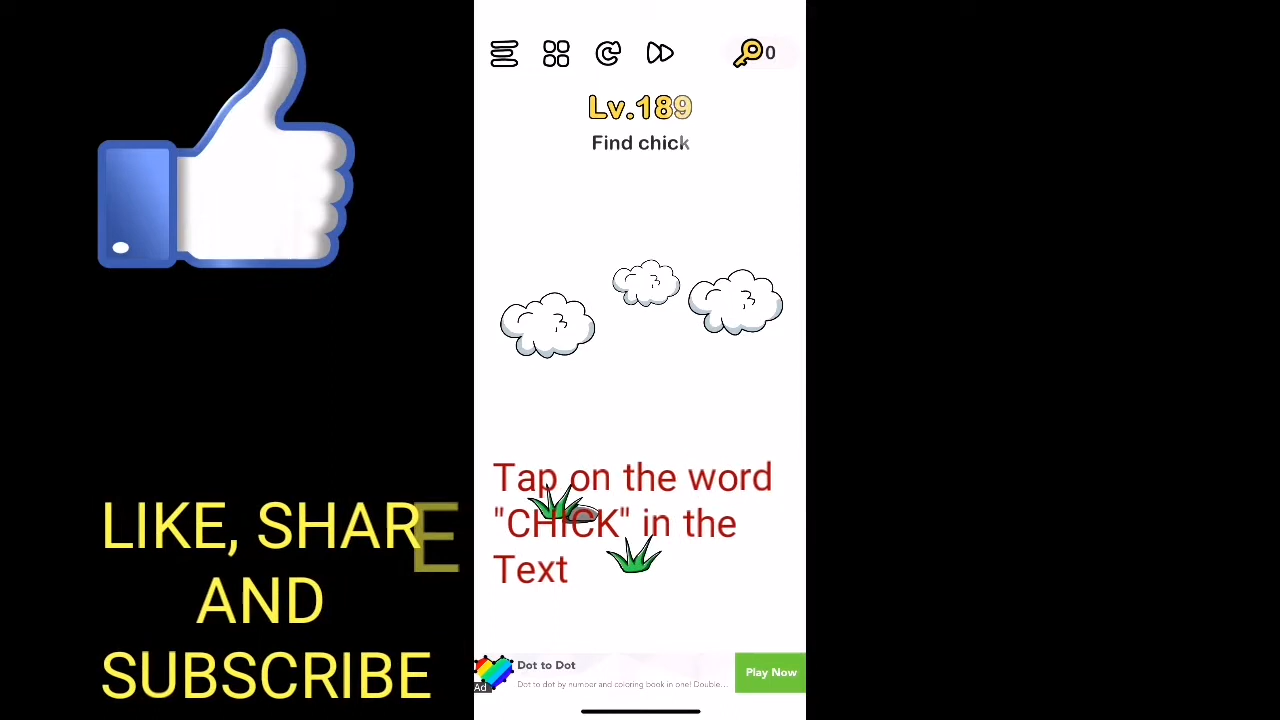 0
Lv.189
Find chick
Tap on the word
"CHICK" in the
Text
LIKE, SHARE
AND
SUBSCRIBE
Dot to Dot
Dot to dot by number and coloring book in one! Double...
Ad
Play Now